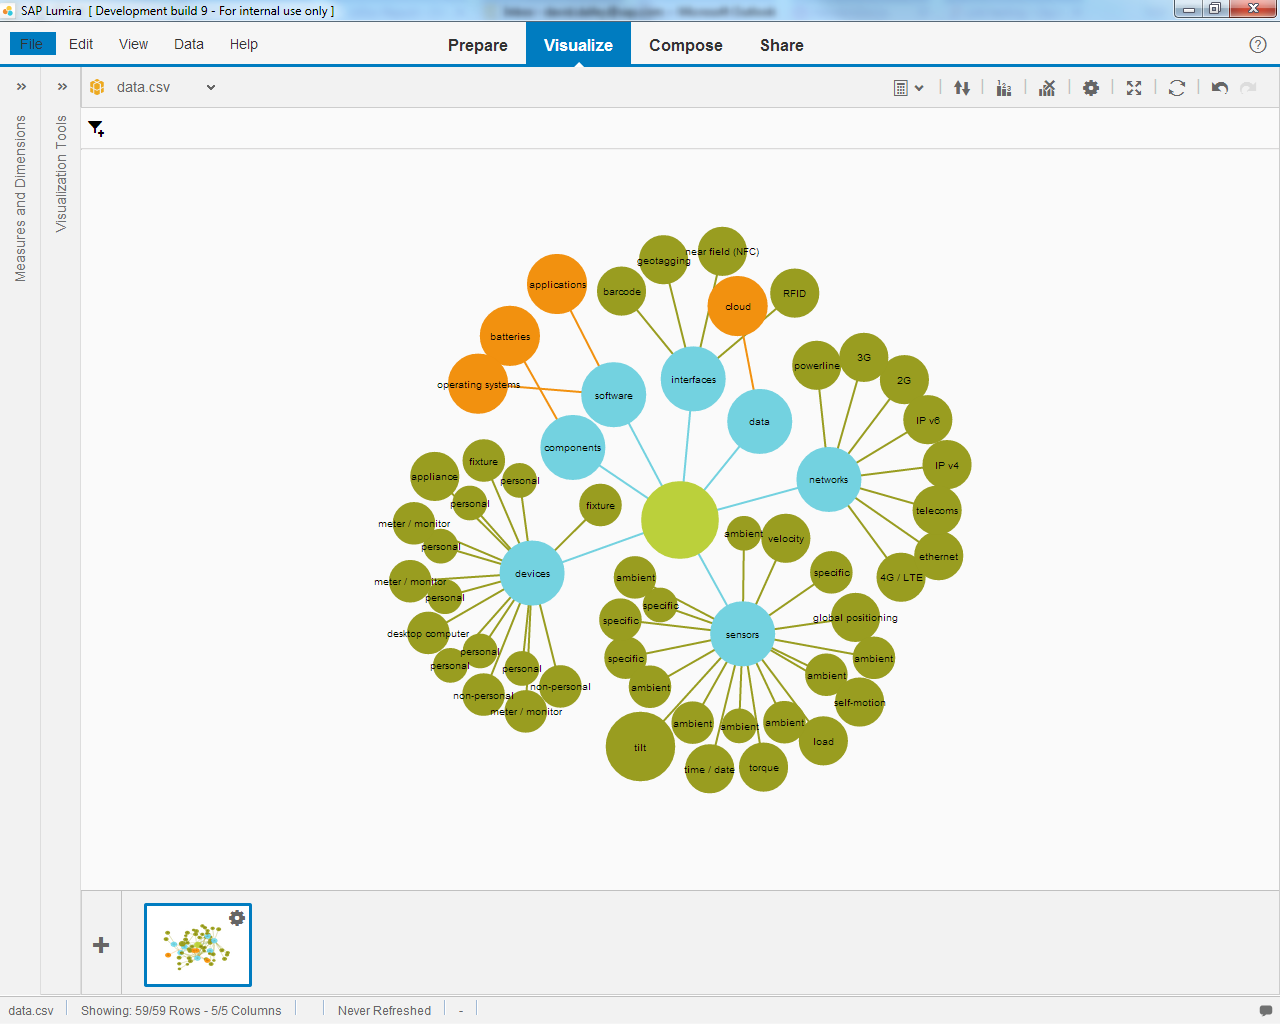 SAP Lumira [ Development build 9 - For internal use only ]
File Edit View Data Help
Prepare Visualize Compose Share
data.csv
Measures and Dimensions
Visualization Tools
near field (NFC)
geotagging
applications
barcode
cloud
RFID
batteries
3G
powerline
interfaces
2G
operating systems
software
data
IP v6
components
fixture
IP v4
appliance
personal
networks
personal
fixture
telecoms
meter / monitor
ambient
velocity
personal
ethernet
devices
specific
ambient
4G / LTE
meter / monitor
personal
specific
global positioning
specific
desktop computer
sensors
personal
specific
ambient
personal
personal
ambient
non-personal
ambient
non-personal
self-motion
meter / monitor
ambient
ambient
ambient
load
tilt
time / date
torque
data.csv
Showing: 59/59 Rows - 5/5 Columns
Never Refreshed
-